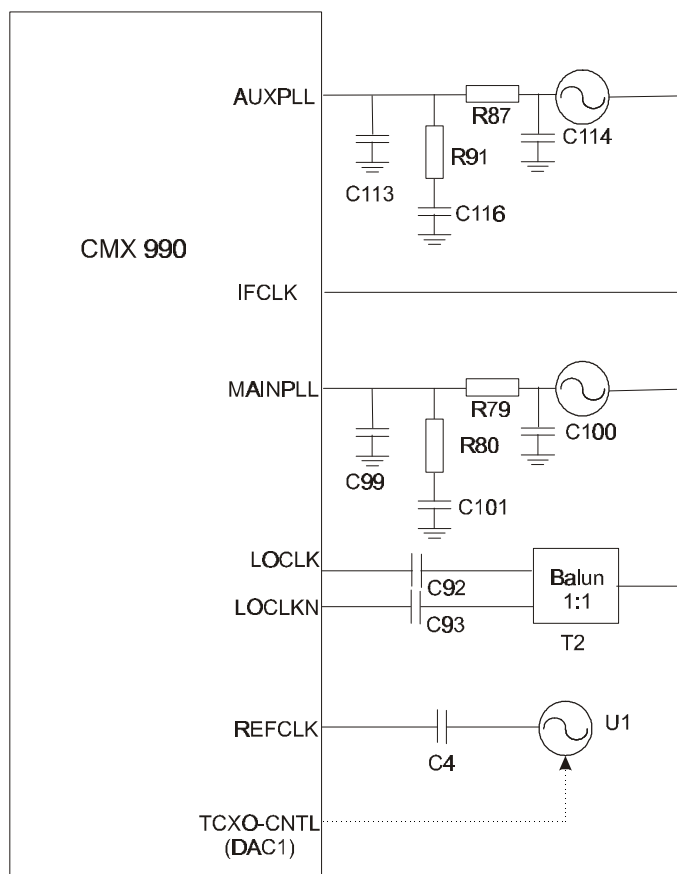 AUXPLL
R87
C114
R91
C113
C116
CMX 990
IFCLK
MAINPLL
R79
C100
R80
C99
C101
LOCLK
C92
Balun
1:1
LOCLKN
C93
T2
REFCLK
U1
C4
TCXO-CNTL
(DAC1)